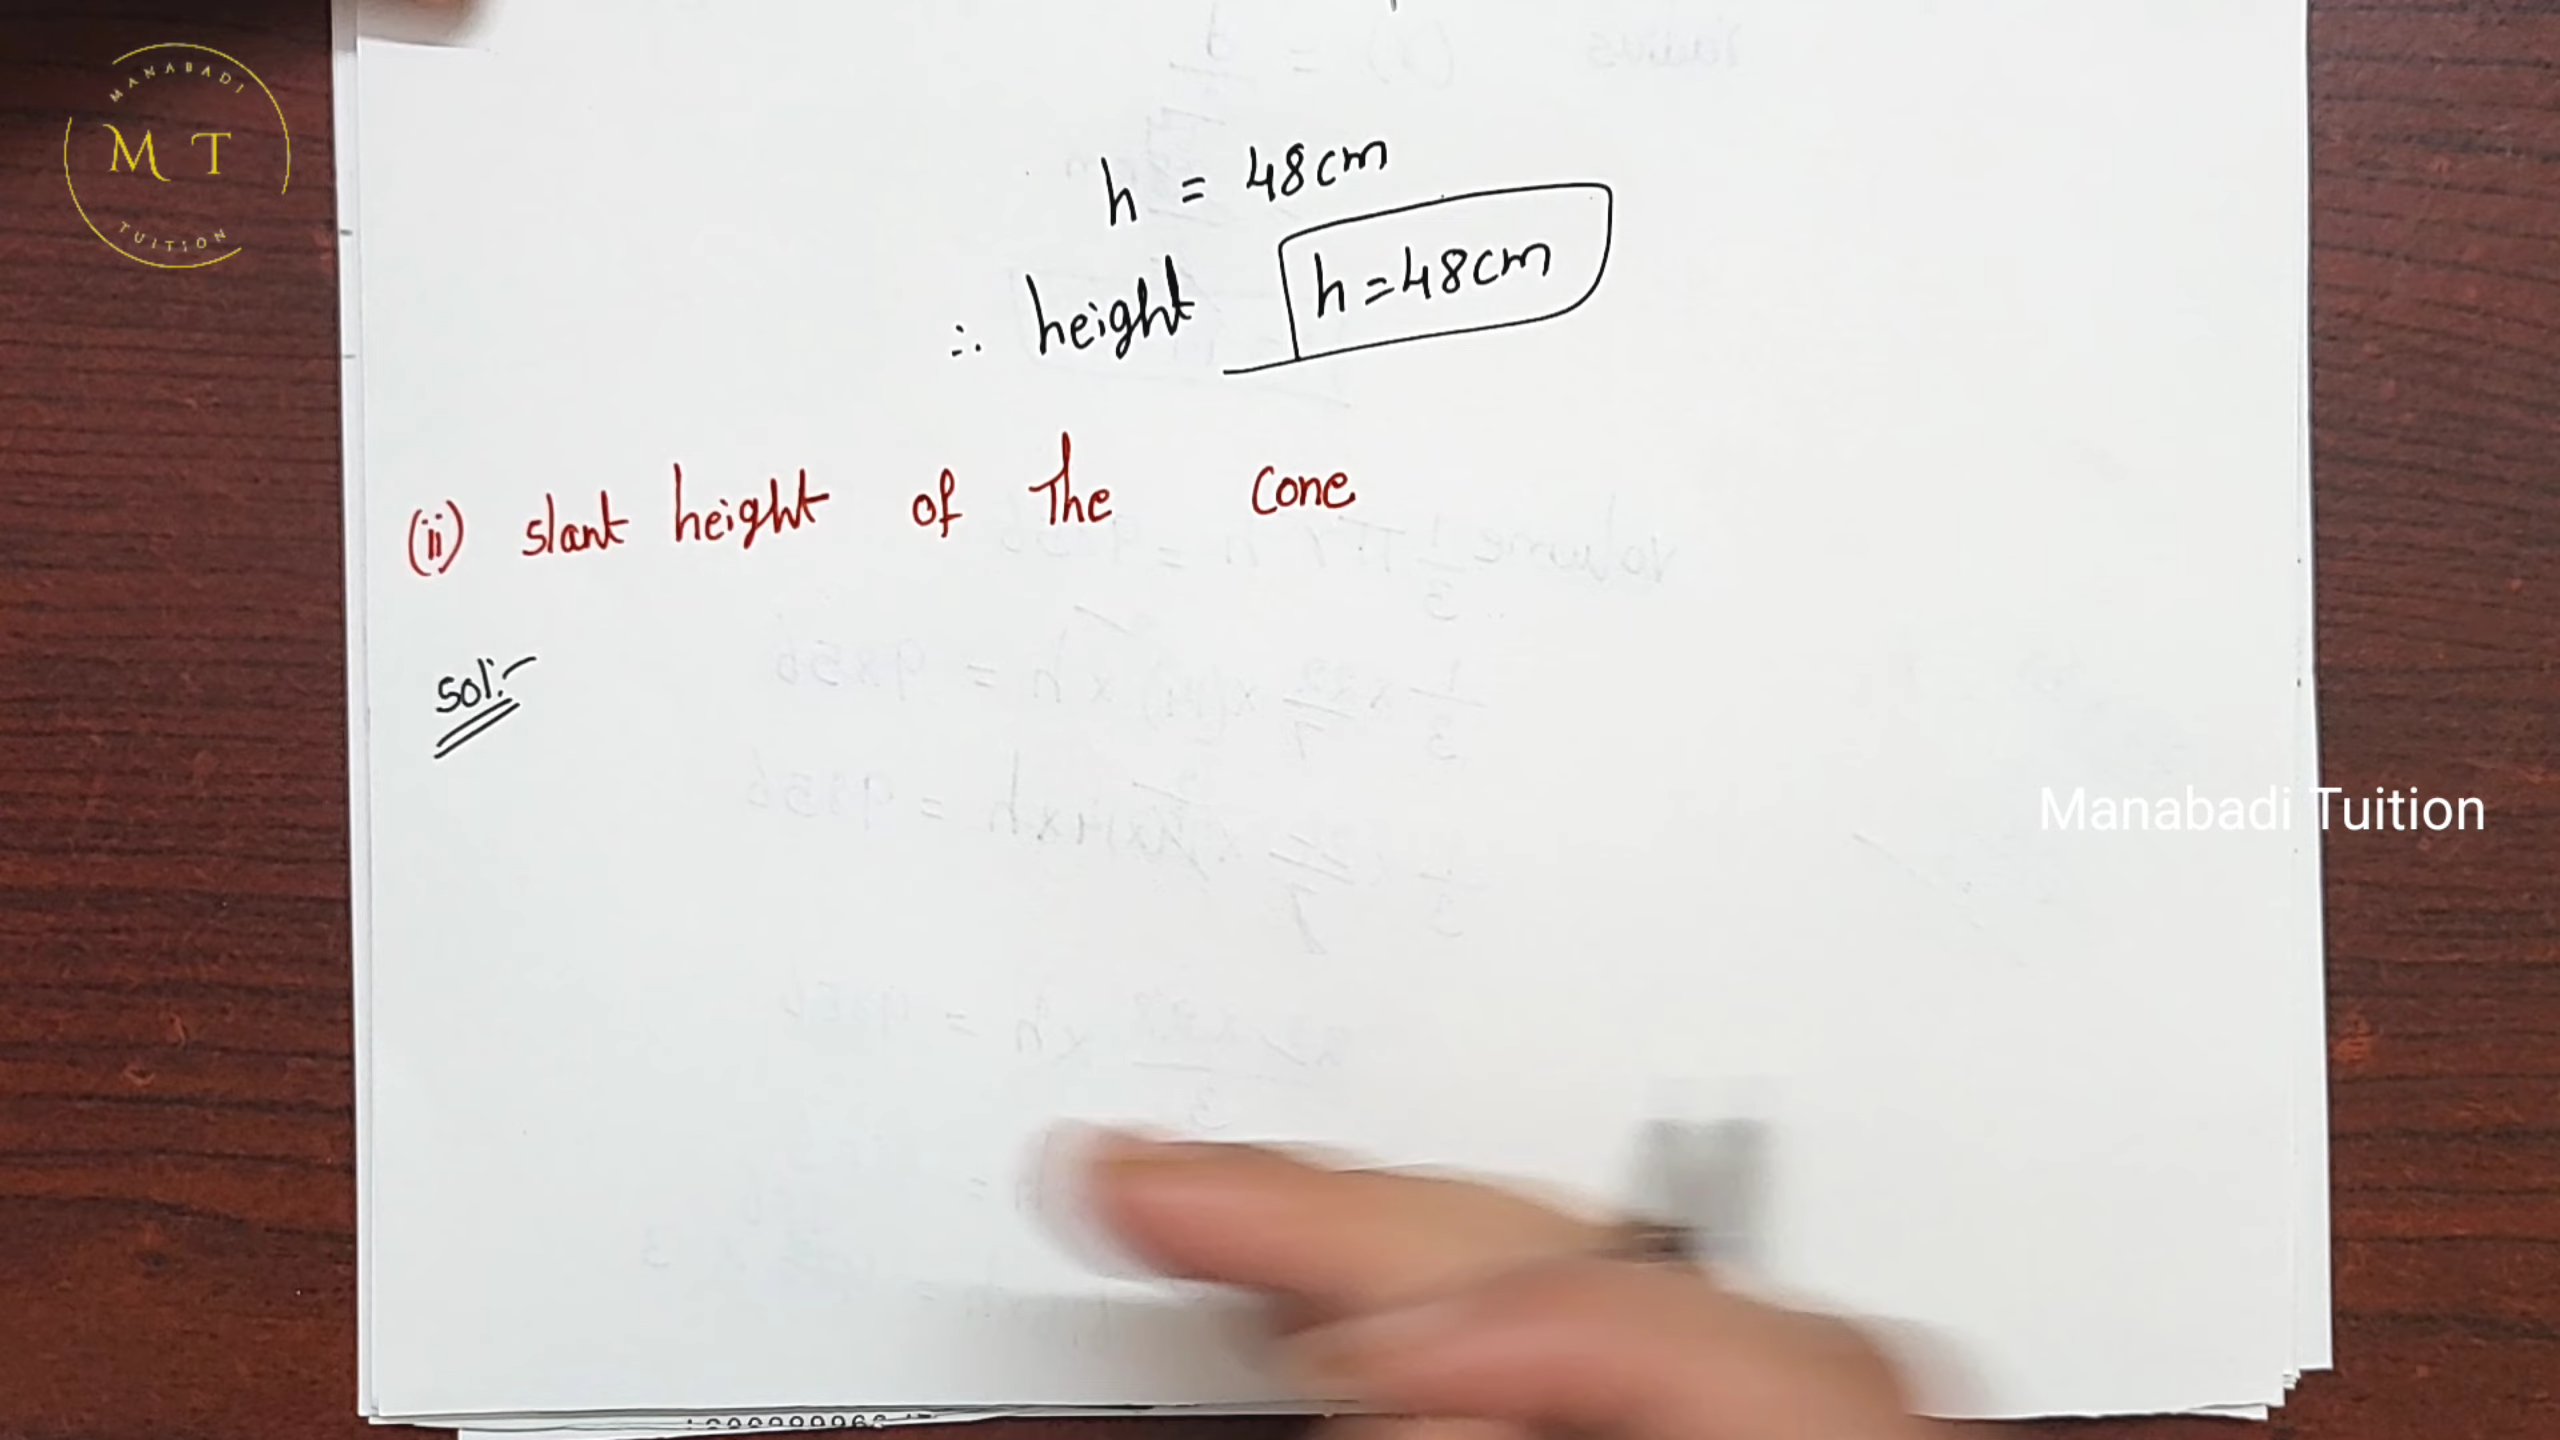 MANABADI
M T
TUITION
h = 48cm
∴ height h=48cm
(ii) slant height of The cone
Sol:-
Manabadi Tuition